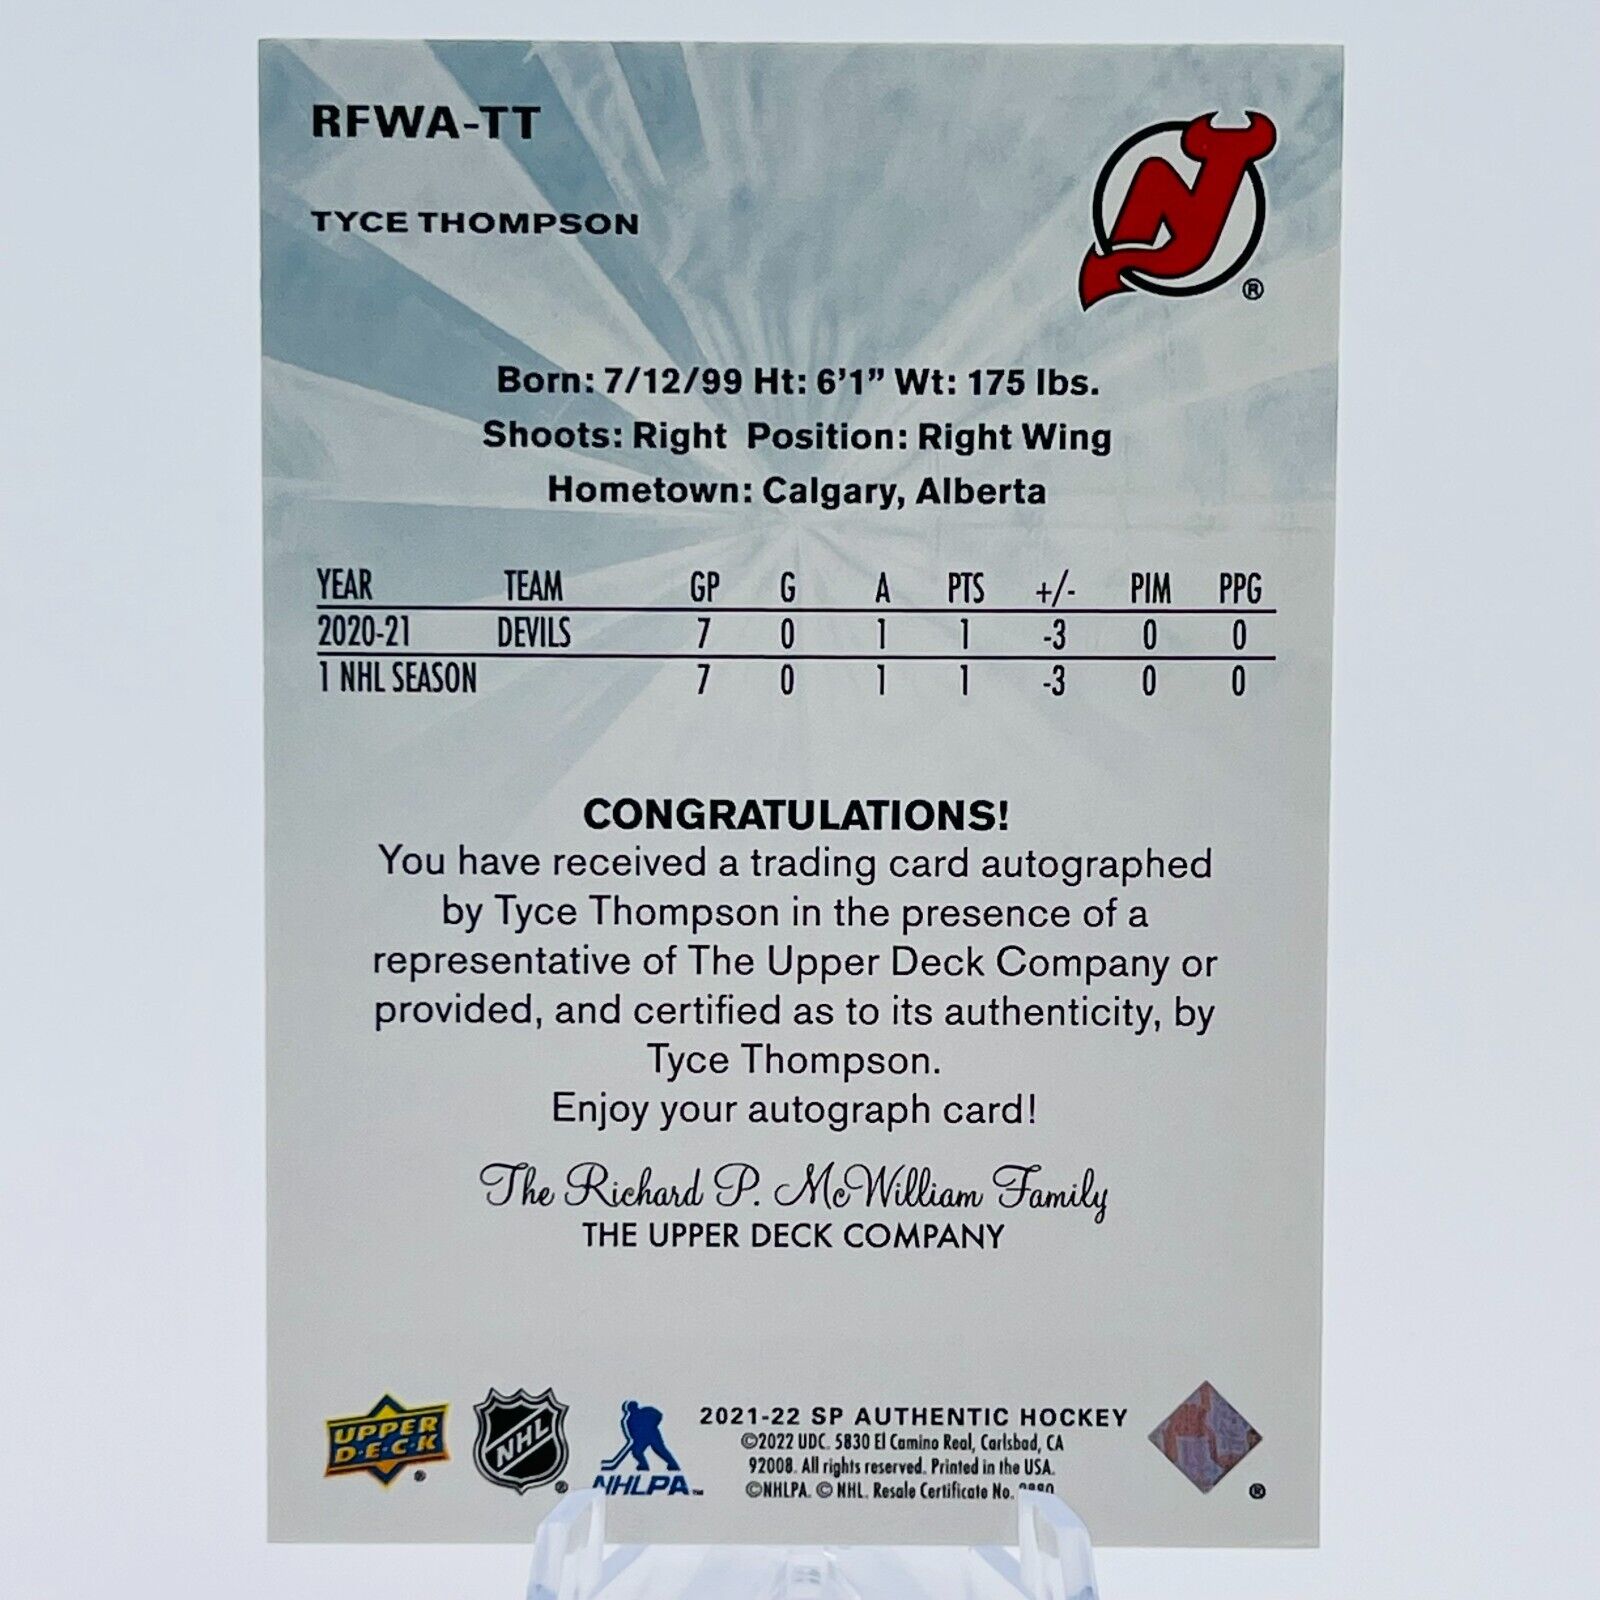 RFWA-TT
TYCE THOMPSON
NJ ®
Born: 7/12/99 Ht: 6'1” Wt: 175 lbs.
Shoots: Right Position: Right Wing
Hometown: Calgary, Alberta
YEAR TEAM GP G A PTS +/- PIM PPG
2020-21 DEVILS 7 0 1 1 -3 0 0
1 NHL SEASON 7 0 1 1 -3 0 0
CONGRATULATIONS!
You have received a trading card autographed
by Tyce Thompson in the presence of a
representative of The Upper Deck Company or
provided, and certified as to its authenticity, by
Tyce Thompson.
Enjoy your autograph card!
The Richard P. McWilliam Family
THE UPPER DECK COMPANY
UPPER
D·E·C·K ®
NHL ®
NHLPA ™
2021-22 SP AUTHENTIC HOCKEY
©2022 UDC. 5830 El Camino Real, Carlsbad, CA
92008. All rights reserved. Printed in the USA.
©NHLPA. © NHL. Resale Certificate No.
®